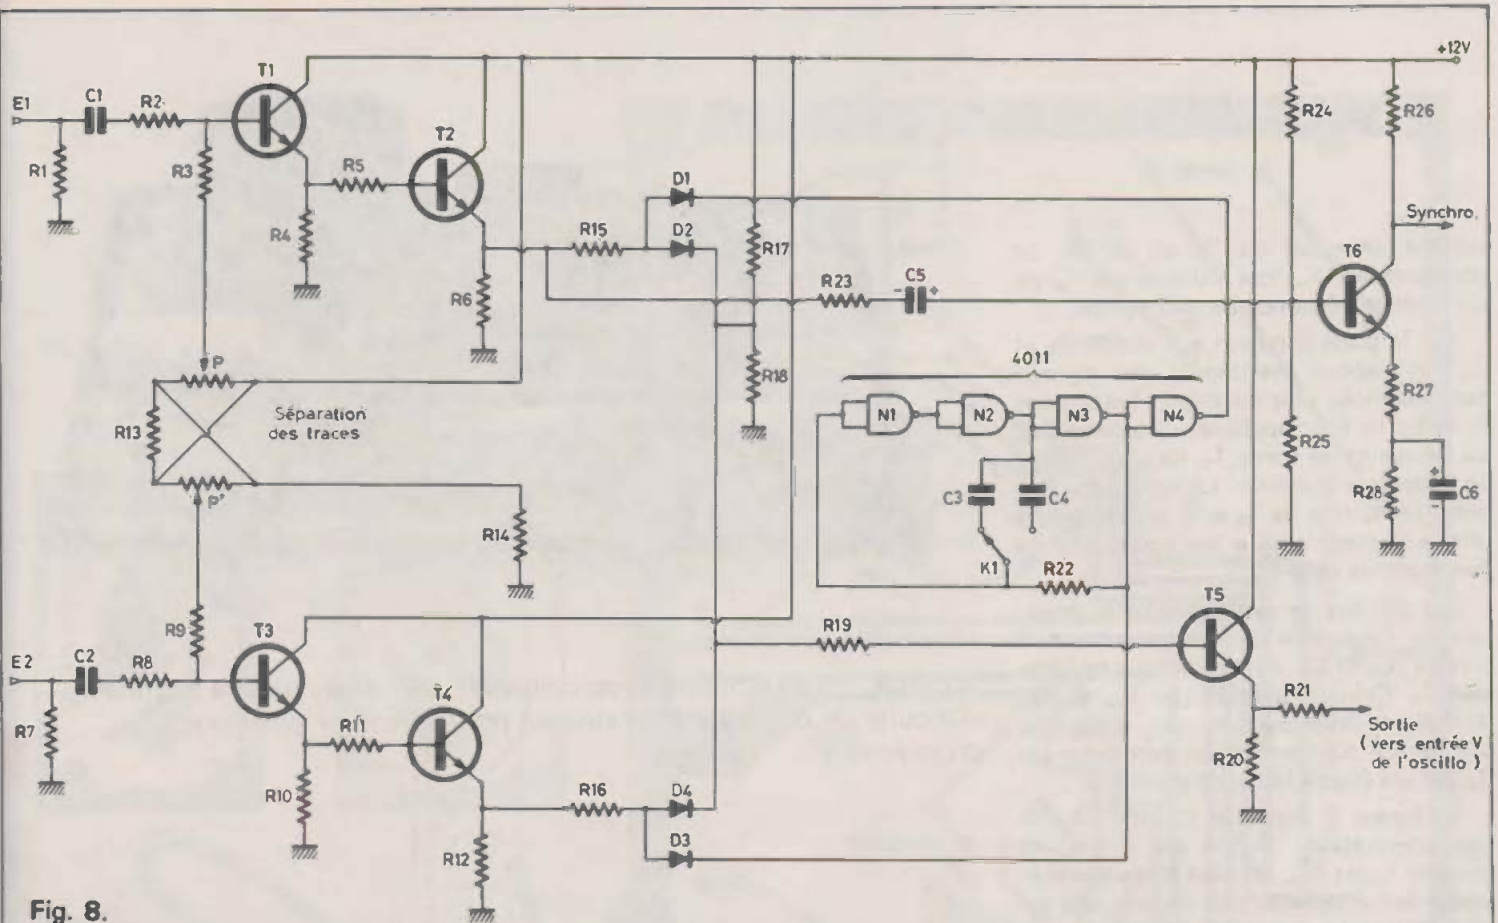 +12V
E1
C1
R2
T1
R1
R3
R4
R5
T2
R6
R15
D1
D2
R17
R23
C5
- +
R24
R26
Synchro.
T6
P
R13
Séparation
des traces
P'
R14
R18
4011
N1
N2
N3
N4
C3
C4
K1
R22
R25
R27
R28
+
-
C6
R9
E2
C2
R8
T3
R7
R10
R11
T4
R12
R16
D4
D3
R19
T5
R20
R21
Sortie
(vers entrée V
de l'oscillo)
Fig. 8.